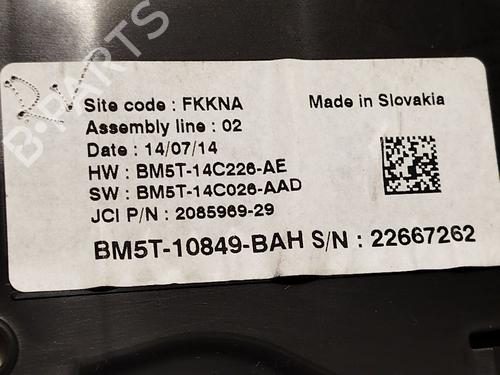 Site code : FKKNA
Made in Slovakia
Assembly line : 02
Date : 14/07/14
HW : BM5T-14C226-AE
SW : BM5T-14C026-AAD
JCI P/N : 2085969-29
BM5T-10849-BAH S/N : 22667262
B-PARTS